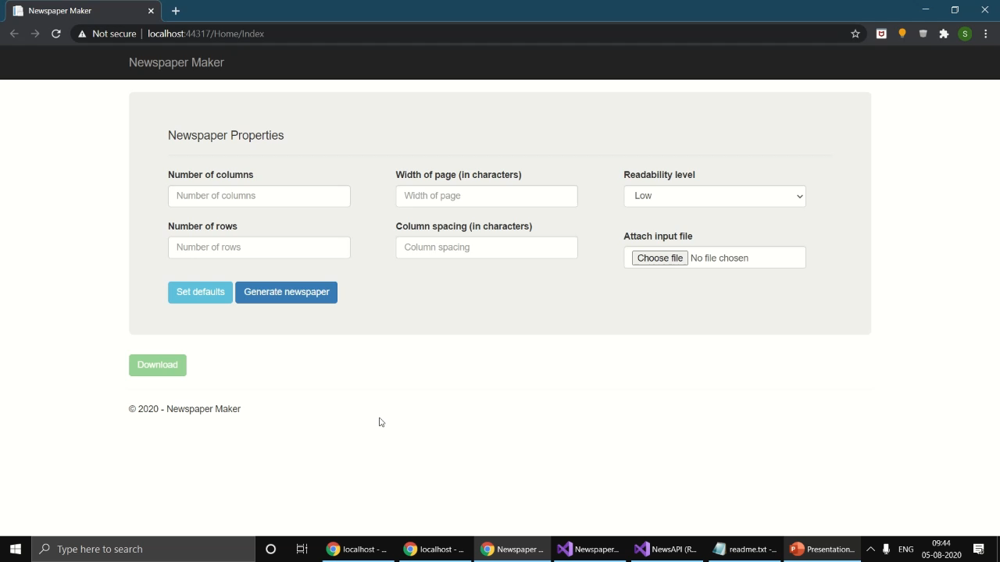 Newspaper Maker
Not secure | localhost:44317/Home/Index
S
Newspaper Maker
Newspaper Properties
Number of columns
Width of page (in characters)
Readability level
Number of columns
Width of page
Low
Number of rows
Column spacing (in characters)
Attach input file
Number of rows
Column spacing
Choose file No file chosen
Set defaults
Generate newspaper
Download
© 2020 - Newspaper Maker
Type here to search
localhost - ...
localhost - ...
Newspaper ...
Newspaper...
NewsAPI (R...
readme.txt -...
Presentation...
ENG
09:44
05-08-2020